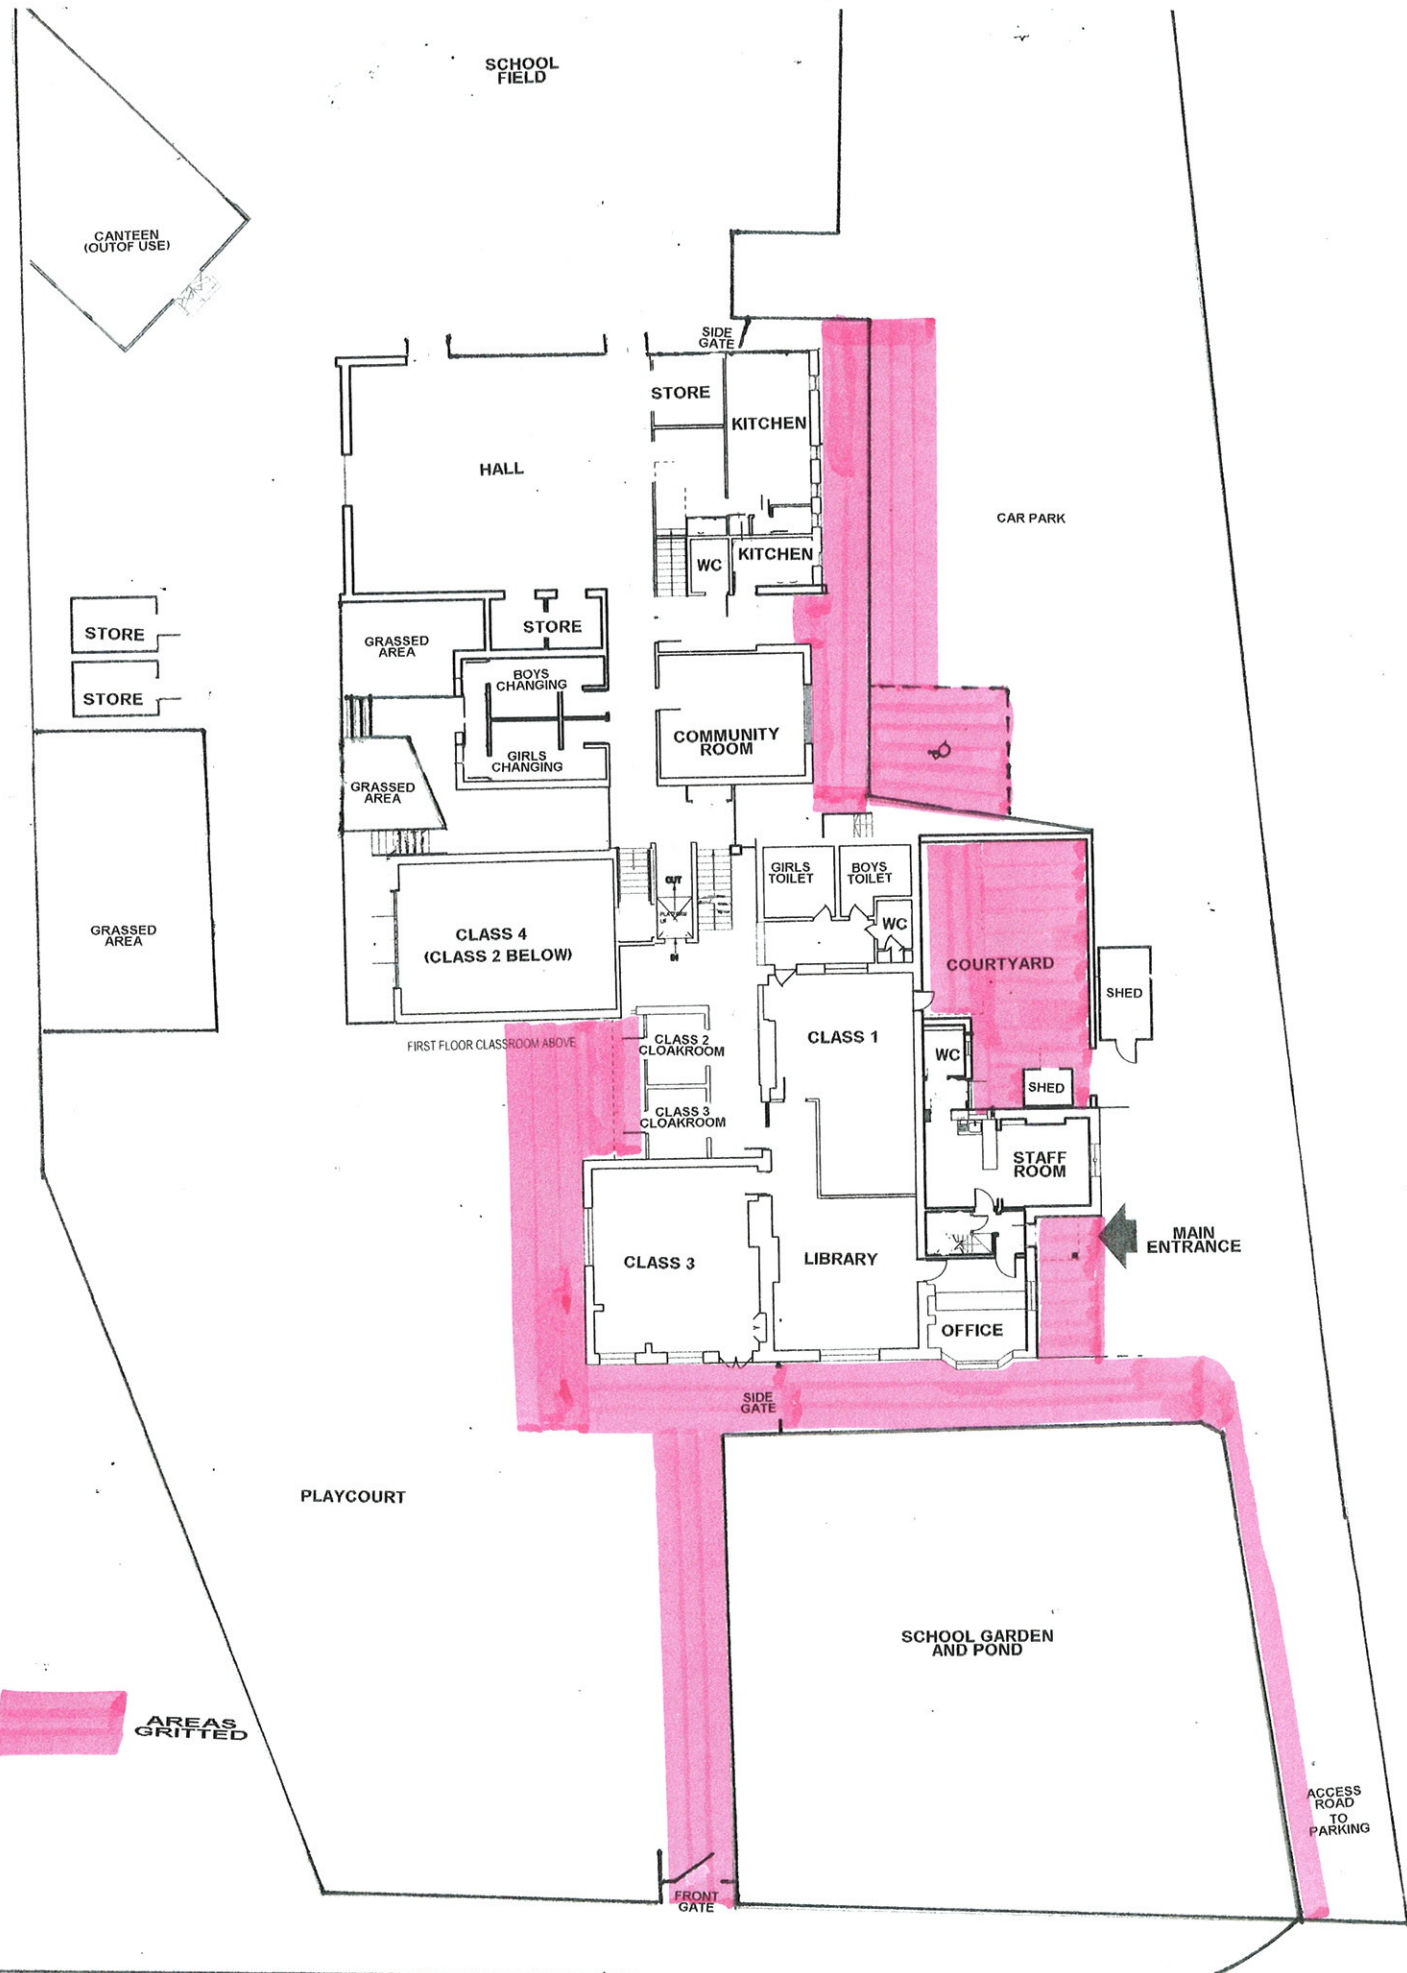 SCHOOL
FIELD
CANTEEN
(OUTOF USE)
SIDE
GATE
STORE
KITCHEN
HALL
CAR PARK
WC
KITCHEN
STORE
GRASSED
AREA
STORE
BOYS
CHANGING
STORE
COMMUNITY
ROOM
GIRLS
CHANGING
GRASSED
AREA
GIRLS
TOILET
BOYS
TOILET
OUT
WC
GRASSED
AREA
CLASS 4
(CLASS 2 BELOW)
IN
COURTYARD
SHED
FIRST FLOOR CLASSROOM ABOVE
CLASS 2
CLOAKROOM
CLASS 1
WC
SHED
CLASS 3
CLOAKROOM
STAFF
ROOM
MAIN
ENTRANCE
CLASS 3
LIBRARY
OFFICE
SIDE
GATE
PLAYCOURT
SCHOOL GARDEN
AND POND
AREAS
GRITTED
ACCESS
ROAD
TO
PARKING
FRONT
GATE